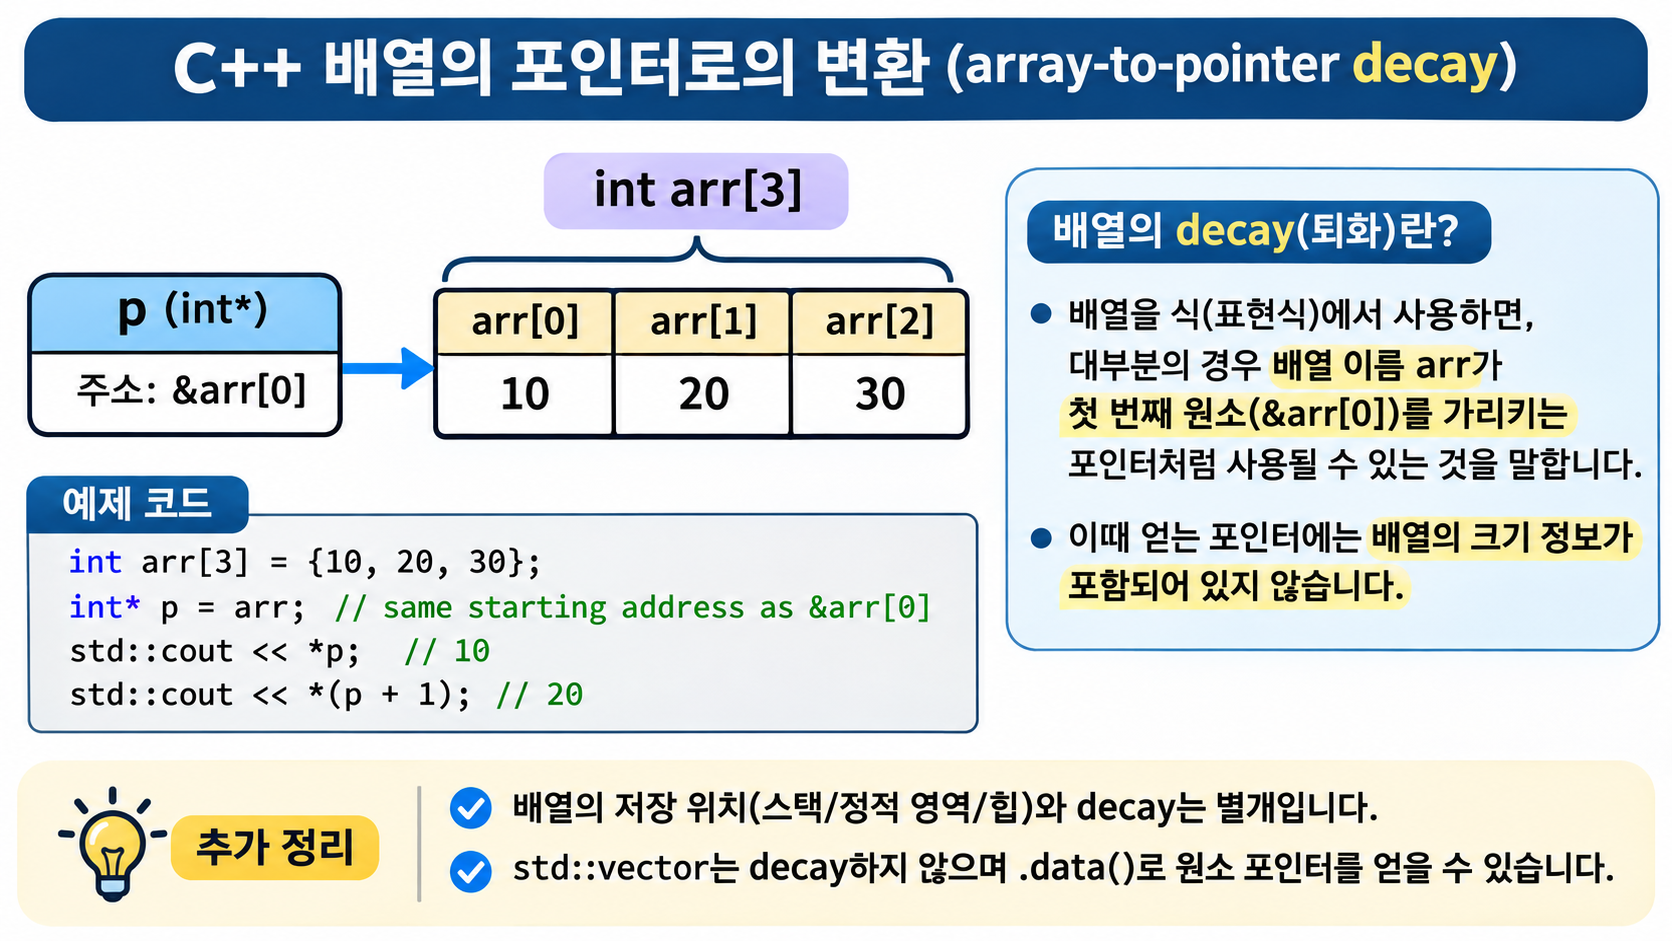 C++ 배열의 포인터로의 변환 (array-to-pointer decay)
int arr[3]
p (int*)
주소: &arr[0]
arr[0] arr[1] arr[2]
10 20 30
예제 코드
int arr[3] = {10, 20, 30};
int* p = arr; // same starting address as &arr[0]
std::cout << *p; // 10
std::cout << *(p + 1); // 20
배열의 decay(퇴화)란?
배열을 식(표현식)에서 사용하면,
대부분의 경우 배열 이름 arr가
첫 번째 원소(&arr[0])를 가리키는
포인터처럼 사용될 수 있는 것을 말합니다.
이때 얻는 포인터에는 배열의 크기 정보가
포함되어 있지 않습니다.
추가 정리
배열의 저장 위치(스택/정적 영역/힙)와 decay는 별개입니다.
std::vector는 decay하지 않으며 .data()로 원소 포인터를 얻을 수 있습니다.